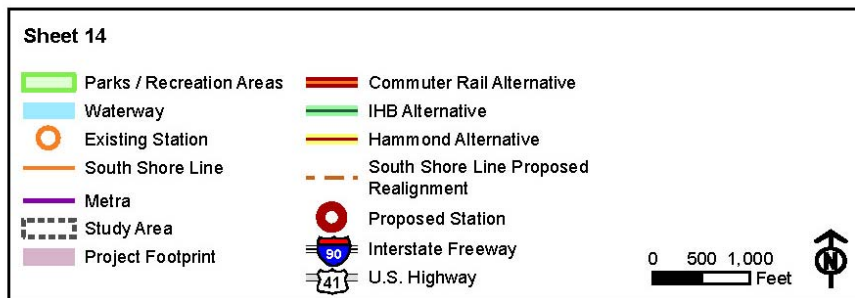 Sheet 14
Parks / Recreation Areas
Waterway
Existing Station
South Shore Line
Metra
Study Area
Project Footprint
Commuter Rail Alternative
IHB Alternative
Hammond Alternative
South Shore Line Proposed
Realignment
Proposed Station
90 Interstate Freeway
41 U.S. Highway
0 500 1,000
Feet
N